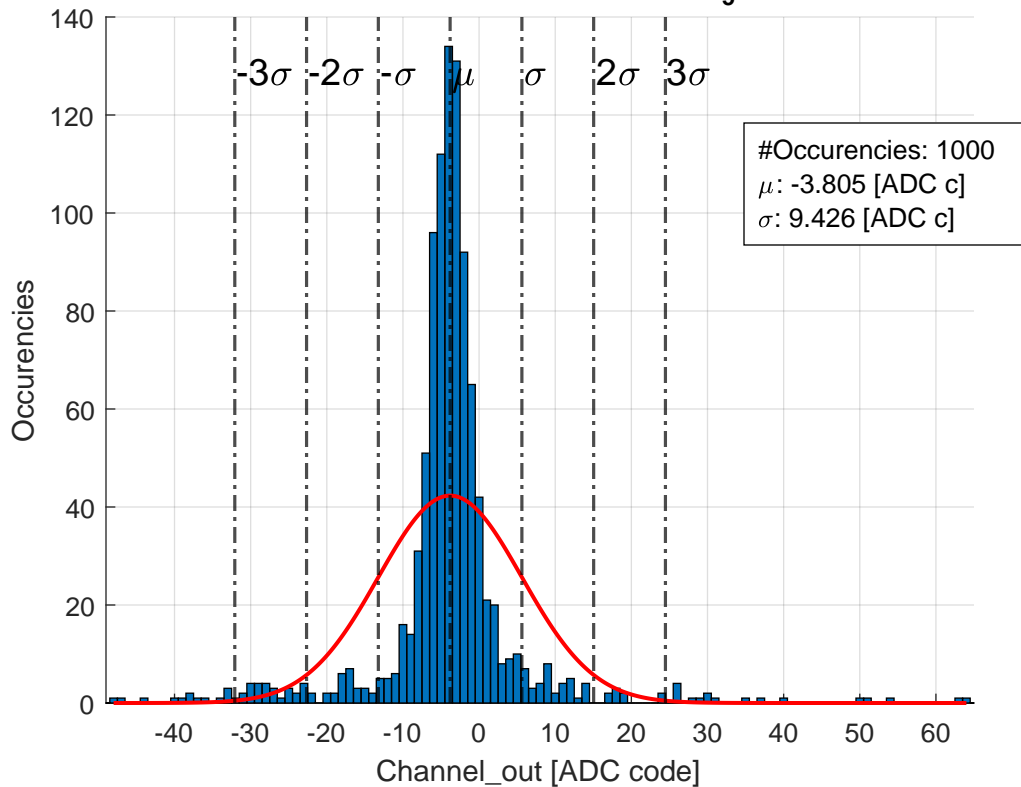 140
120
100
80
60
40
20
0
-3σ -2σ -σ μ σ 2σ 3σ
#Occurencies: 1000
μ: -3.805 [ADC c]
σ: 9.426 [ADC c]
Occurencies
-40 -30 -20 -10 0 10 20 30 40 50 60
Channel_out [ADC code]